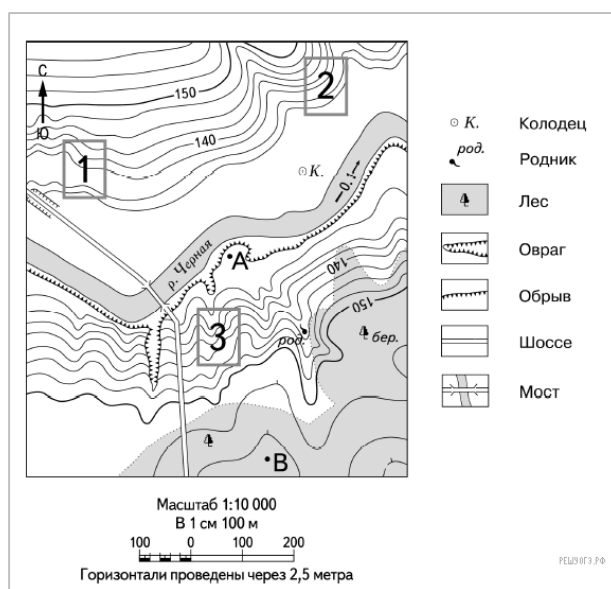 С
Ю
150
140
1
2
К.
0.1
р. Черная
А
140
150
3
род.
бер.
В
К. Колодец
род. Родник
Лес
Овраг
Обрыв
Шоссе
Мост
Масштаб 1:10 000
В 1 см 100 м
100 0 100 200
Горизонтали проведены через 2,5 метра
РЕШУОГЭ.РФ